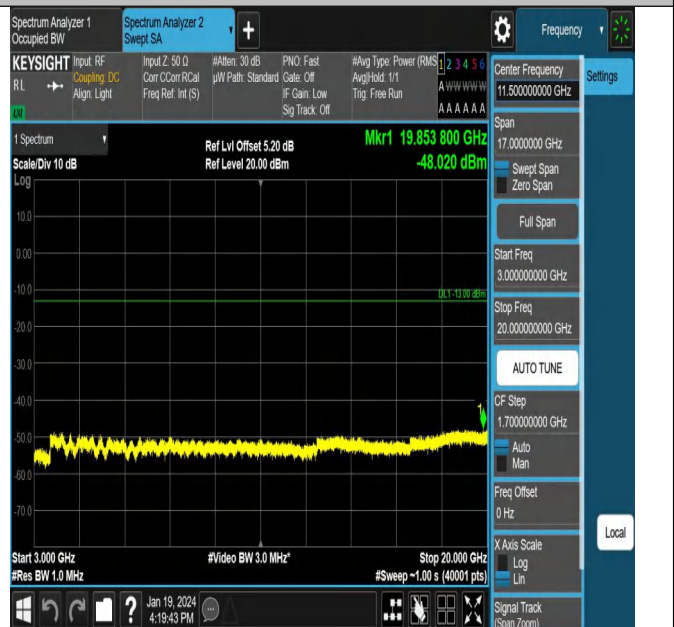 Spectrum Analyzer 1
Occupied BW
Spectrum Analyzer 2
Swept SA
Frequency
KEYSIGHT
RL
LXI
Input: RF
Coupling: DC
Align: Light
Input Z: 50 Ω
Corr CCorr RCal
Freq Ref: Int (S)
#Atten: 30 dB
µW Path: Standard
PNO: Fast
Gate: Off
IF Gain: Low
Sig Track: Off
#Avg Type: Power (RMS
Avg|Hold: 1/1
Trig: Free Run
1 2 3 4 5 6
A W W W W W
A A A A A A
1 Spectrum
Scale/Div 10 dB
Ref Lvl Offset 5.20 dB
Ref Level 20.00 dBm
Mkr1 19.853 800 GHz
-48.020 dBm
Log
10.0
0.00
-10.0
-20.0
-30.0
-40.0
-50.0
-60.0
-70.0
DL1 -13.00 dBm
1
Start 3.000 GHz
#Res BW 1.0 MHz
#Video BW 3.0 MHz*
Stop 20.000 GHz
#Sweep ~1.00 s (40001 pts)
Center Frequency
11.500000000 GHz
Settings
Span
17.0000000 GHz
Swept Span
Zero Span
Full Span
Start Freq
3.000000000 GHz
Stop Freq
20.000000000 GHz
AUTO TUNE
CF Step
1.700000000 GHz
Auto
Man
Freq Offset
0 Hz
X Axis Scale
Log
Lin
Local
Signal Track
(Span Zoom)
?
Jan 19, 2024
4:19:43 PM